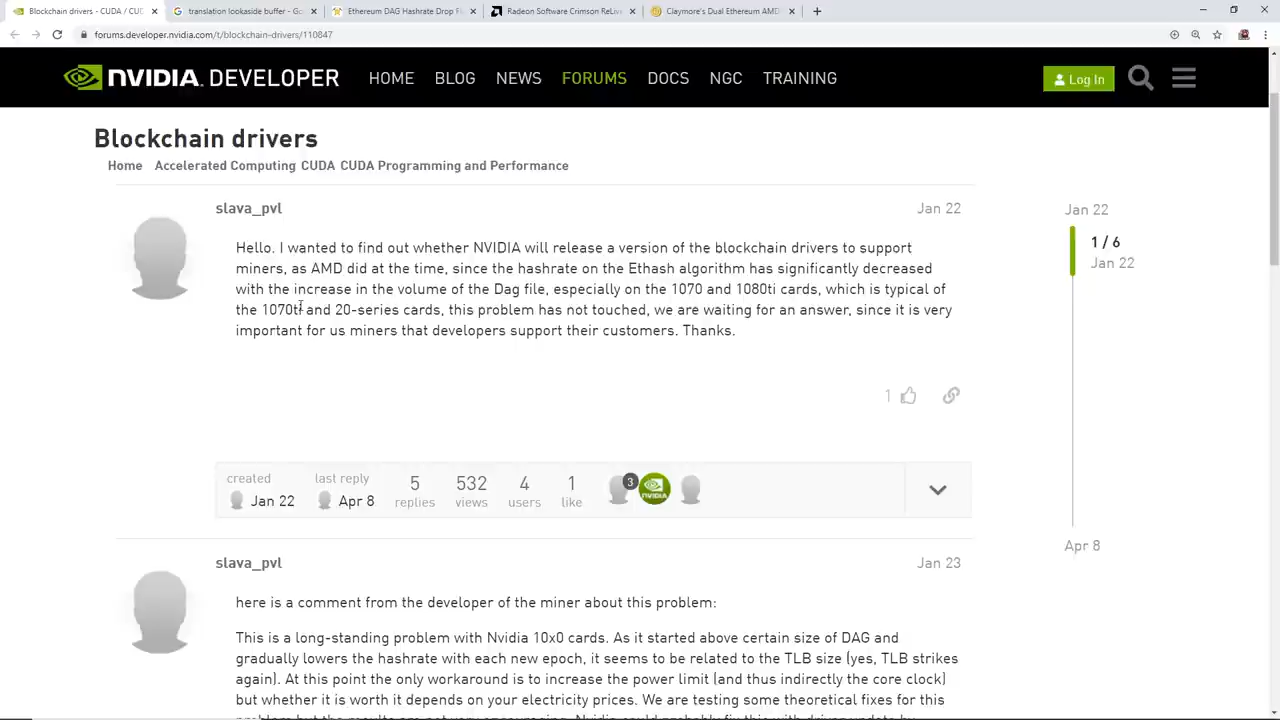 Blockchain drivers - CUDA / CUD
translation lookaside buffer - Go
Ethereum DAG Hashrate Drop F
Radeon Software Crimson ReLive
Claymore's Dual Ethereum AMD
forums.developer.nvidia.com/t/blockchain-drivers/110847
NVIDIA. DEVELOPER
HOME BLOG NEWS FORUMS DOCS NGC TRAINING
Log In
Blockchain drivers
Home Accelerated Computing CUDA CUDA Programming and Performance
slava_pvl Jan 22
Hello. I wanted to find out whether NVIDIA will release a version of the blockchain drivers to support
miners, as AMD did at the time, since the hashrate on the Ethash algorithm has significantly decreased
with the increase in the volume of the Dag file, especially on the 1070 and 1080ti cards, which is typical of
the 1070ti and 20-series cards, this problem has not touched, we are waiting for an answer, since it is very
important for us miners that developers support their customers. Thanks.
1
Jan 22
1 / 6
Jan 22
Apr 8
created last reply 5 532 4 1
Jan 22 Apr 8 replies views users like
3
NVIDIA
slava_pvl Jan 23
here is a comment from the developer of the miner about this problem:
This is a long-standing problem with Nvidia 10x0 cards. As it started above certain size of DAG and
gradually lowers the hashrate with each new epoch, it seems to be related to the TLB size (yes, TLB strikes
again). At this point the only workaround is to increase the power limit (and thus indirectly the core clock)
but whether it is worth it depends on your electricity prices. We are testing some theoretical fixes for this